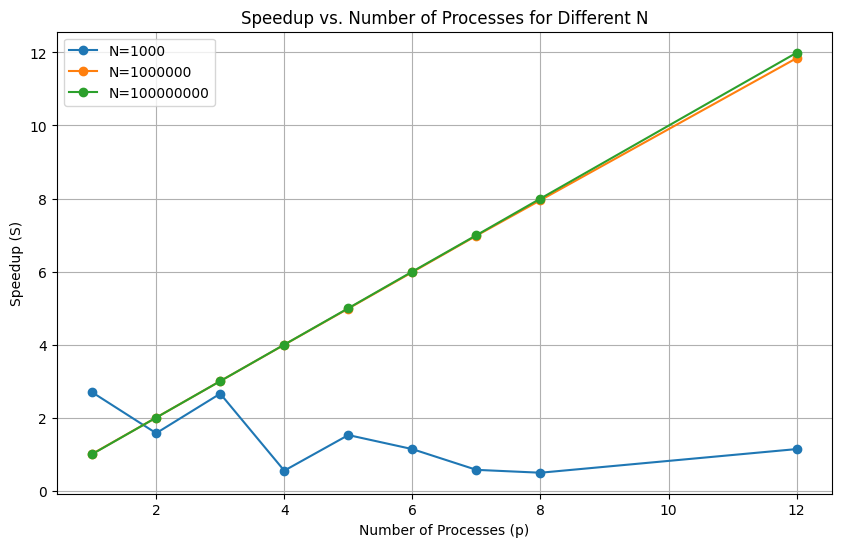 Speedup vs. Number of Processes for Different N
N=1000
N=1000000
N=100000000
12
10
8
6
4
2
0
Speedup (S)
2 4 6 8 10 12
Number of Processes (p)